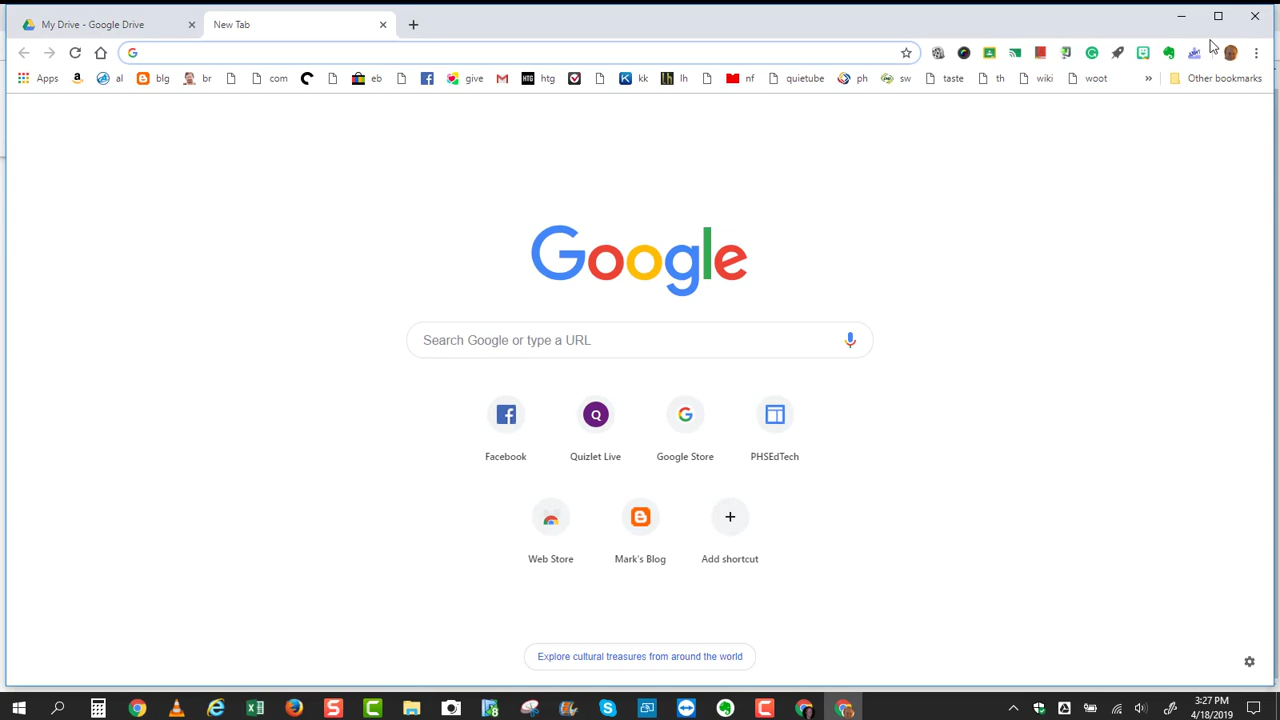 My Drive - Google Drive
New Tab
Apps al blg br com eb give htg kk lh nf quietube ph sw taste th wiki woot » Other bookmarks
Google
Search Google or type a URL
Facebook Quizlet Live Google Store PHSEdTech
Web Store Mark's Blog Add shortcut
Explore cultural treasures from around the world
3:27 PM
4/18/2019